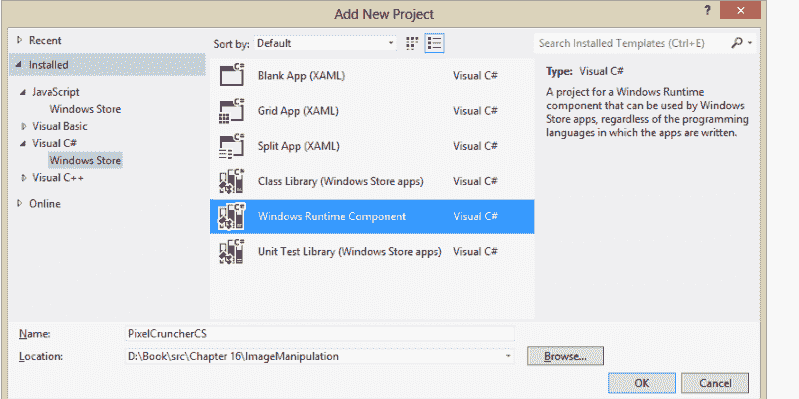 Add New Project
?
Recent
Installed
JavaScript
Windows Store
Visual Basic
Visual C#
Windows Store
Visual C++
Online
Sort by: Default
Search Installed Templates (Ctrl+E)
Blank App (XAML) Visual C#
Grid App (XAML) Visual C#
Split App (XAML) Visual C#
Class Library (Windows Store apps) Visual C#
Windows Runtime Component Visual C#
Unit Test Library (Windows Store apps) Visual C#
Type: Visual C#
A project for a Windows Runtime
component that can be used by Windows
Store apps, regardless of the programming
languages in which the apps are written.
Name: PixelCruncherCS
Location: D:\Book\src\Chapter 16\ImageManipulation
Browse...
OK Cancel